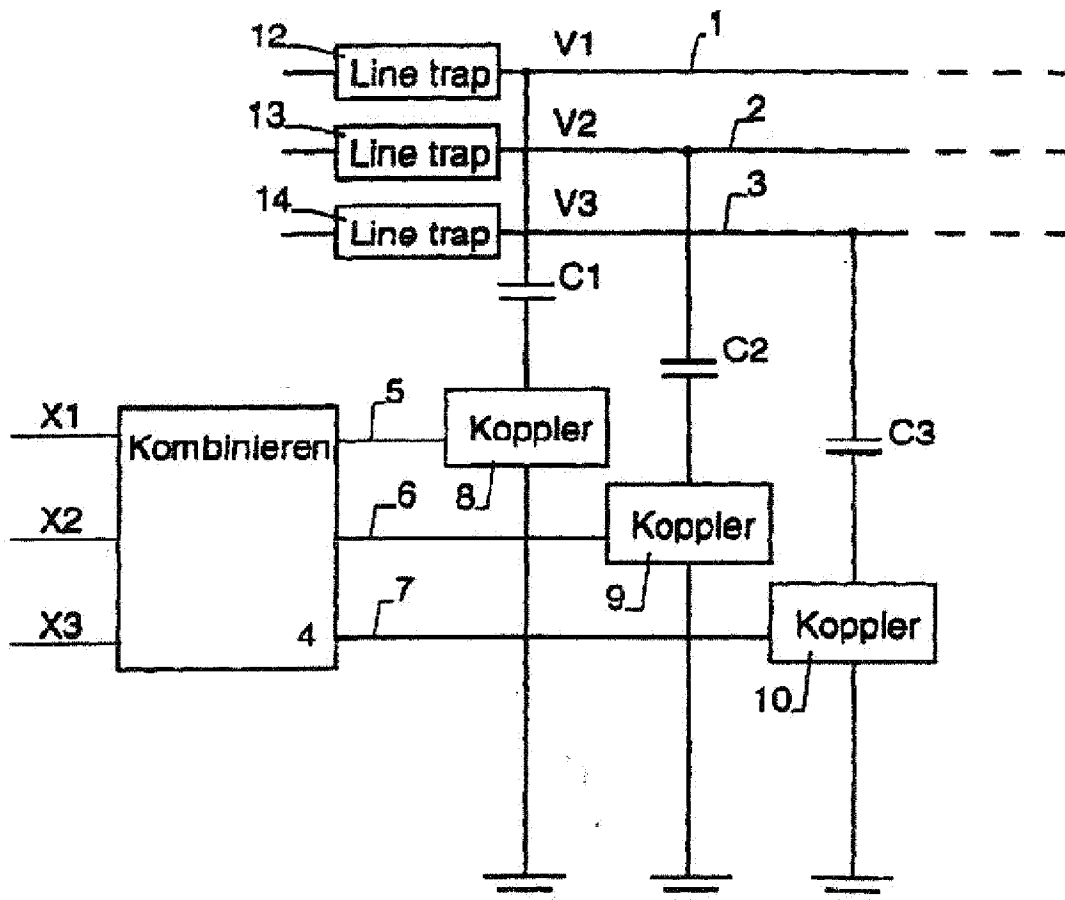 12 Line trap V1 1
13 Line trap V2 2
14 Line trap V3 3
C1
C2
C3
X1 Kombinieren 5 Koppler 8
X2 6 Koppler 9
X3 4 7 Koppler 10